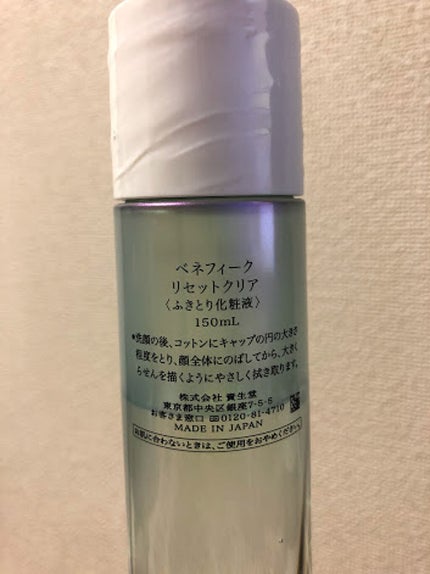 ベネフィーク
リセットクリア
〈ふきとり化粧液〉
150mL
●洗顔の後、コットンにキャップの円の大きさ
程度をとり、顔全体にのばしてから、大きく
らせんを描くようにやさしく拭き取ります。
株式会社 資生堂
東京都中央区銀座7-5-5
お客さま窓口 0120-81-4710
MADE IN JAPAN
お肌に合わないときは、ご使用をおやめください。